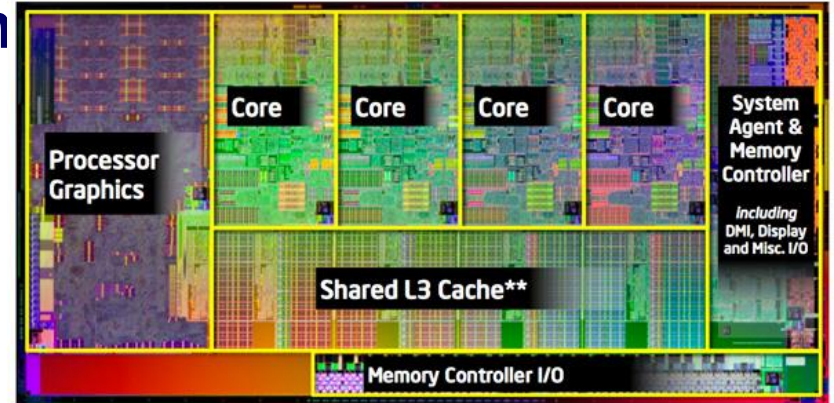 n
Processor
Graphics
Core
Core
Core
Core
System
Agent &
Memory
Controller
including
DMI, Display
and Misc. I/O
Shared L3 Cache**
Memory Controller I/O